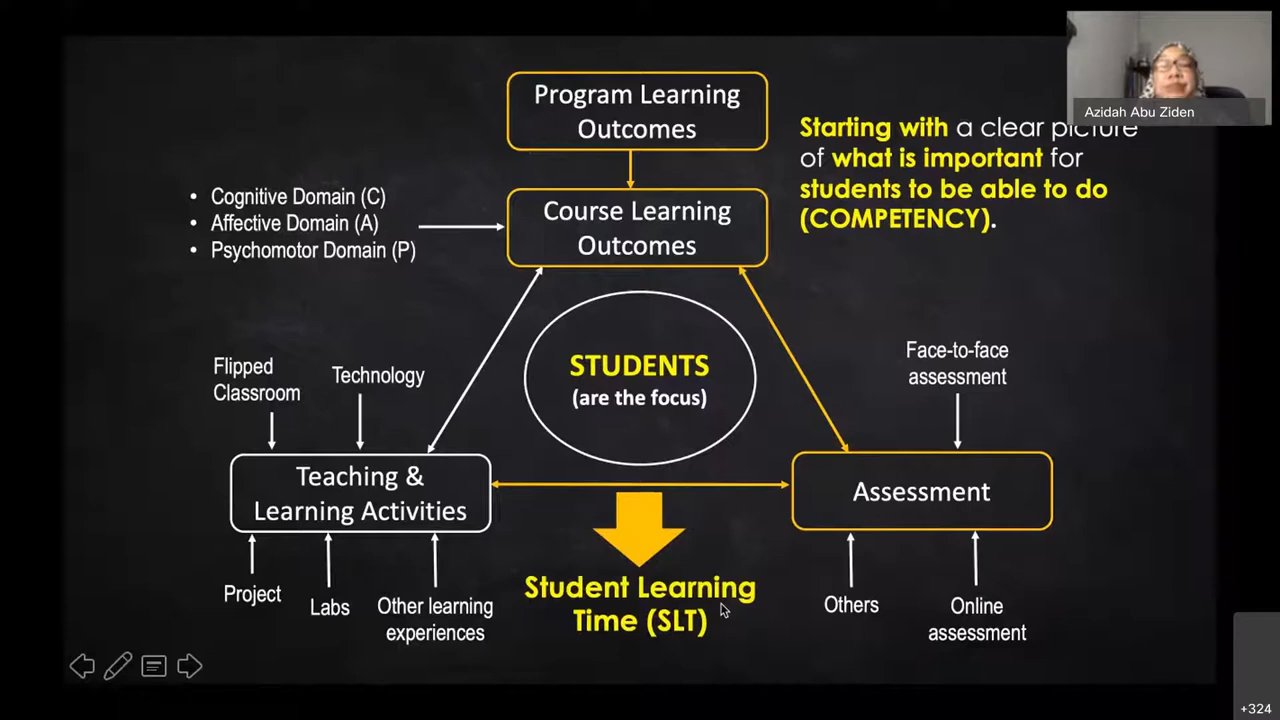 Program Learning
Outcomes
Azidah Abu Ziden
Starting with a clear picture
of what is important for
students to be able to do
(COMPETENCY).
• Cognitive Domain (C)
• Affective Domain (A)
• Psychomotor Domain (P)
Course Learning
Outcomes
STUDENTS
(are the focus)
Flipped
Classroom
Technology
Face-to-face
assessment
Teaching &
Learning Activities
Assessment
Project
Labs
Other learning
experiences
Student Learning
Time (SLT)
Others
Online
assessment
+324